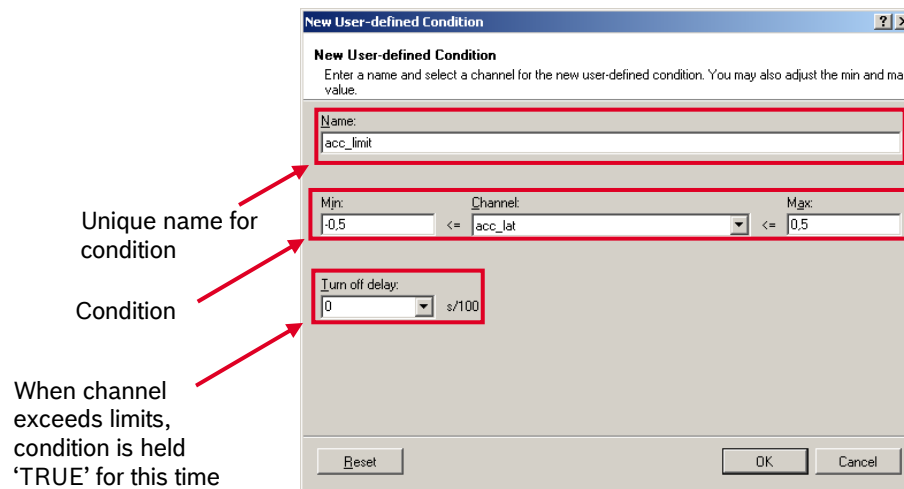 New User-defined Condition
New User-defined Condition
Enter a name and select a channel for the new user-defined condition. You may also adjust the min and ma
value.
Name:
acc_limit
Unique name for
condition
Min: Channel: Max:
-0,5 <= acc_lat <= 0,5
Condition
Turn off delay:
0 s/100
When channel
exceeds limits,
condition is held
‘TRUE’ for this time
Reset OK Cancel